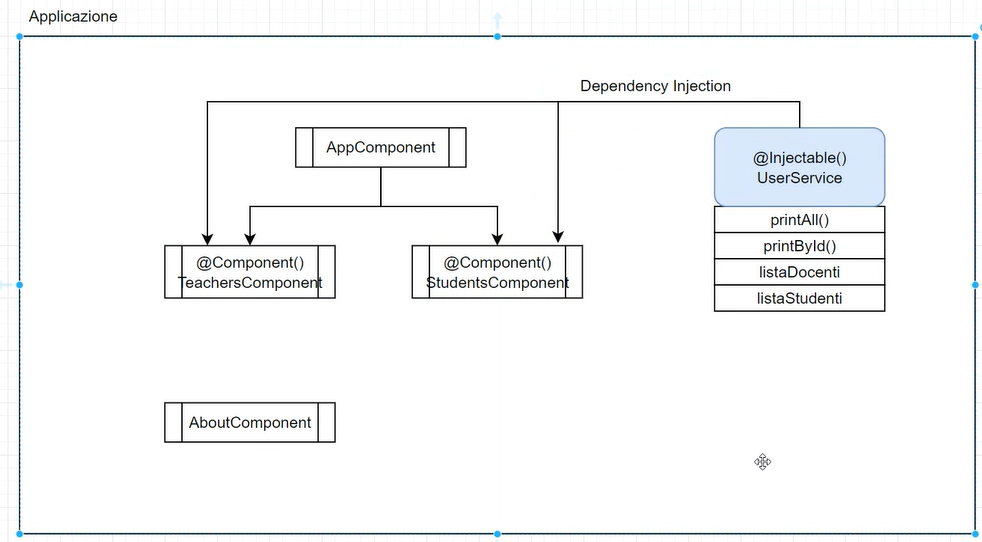 Applicazione
Dependency Injection
AppComponent
@Injectable()
UserService
printAll()
printById()
listaDocenti
listaStudenti
@Component()
TeachersComponent
@Component()
StudentsComponent
AboutComponent